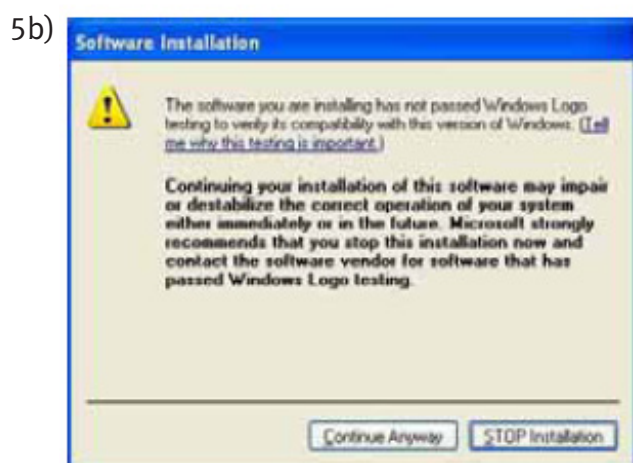 5b)
Software Installation
The software you are installing has not passed Windows Logo
testing to verify its compatibility with this version of Windows. (Tell
me why this testing is important.)
Continuing your installation of this software may impair
or destabilize the correct operation of your system
either immediately or in the future. Microsoft strongly
recommends that you stop this installation now and
contact the software vendor for software that has
passed Windows Logo testing.
Continue Anyway
STOP Installation